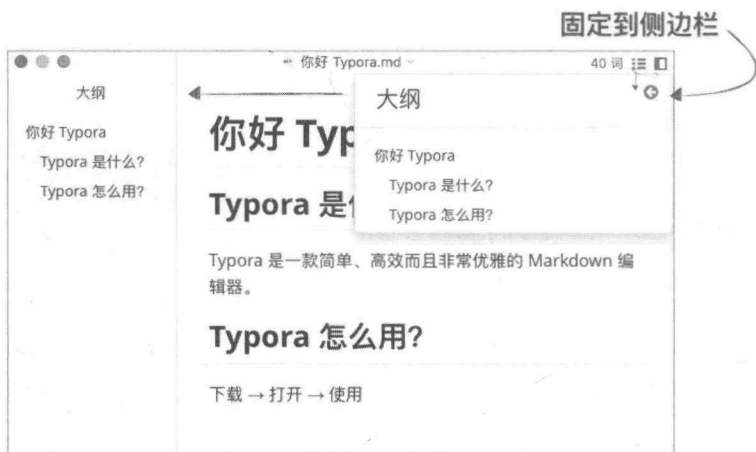 固定到侧边栏
你好 Typora.md
40 词
大纲
你好 Typora
Typora 是什么?
Typora 怎么用?
大纲
你好 Typora
Typora 是什么?
Typora 怎么用?
你好 Typ
Typora 是
Typora 是一款简单、高效而且非常优雅的 Markdown 编
辑器。
Typora 怎么用?
下载 → 打开 → 使用